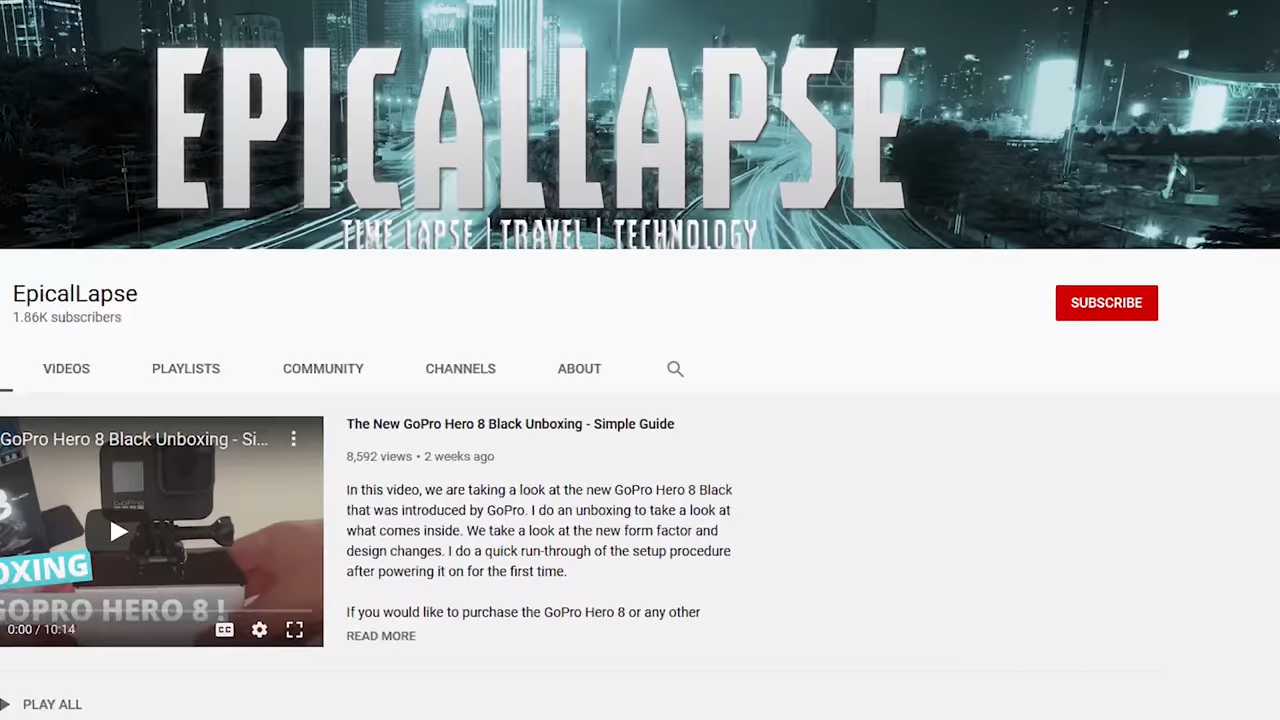 EPICALLAPSE
TIME LAPSE | TRAVEL | TECHNOLOGY
EpicalLapse
1.86K subscribers
SUBSCRIBE
VIDEOS PLAYLISTS COMMUNITY CHANNELS ABOUT
GoPro Hero 8 Black Unboxing - Si...
OXING
GOPRO HERO 8 !
0:00 / 10:14
CC
The New GoPro Hero 8 Black Unboxing - Simple Guide
8,592 views • 2 weeks ago
In this video, we are taking a look at the new GoPro Hero 8 Black
that was introduced by GoPro. I do an unboxing to take a look at
what comes inside. We take a look at the new form factor and
design changes. I do a quick run-through of the setup procedure
after powering it on for the first time.
If you would like to purchase the GoPro Hero 8 or any other
READ MORE
PLAY ALL